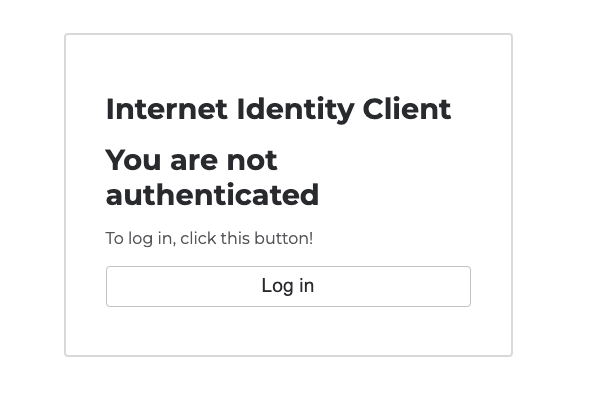 Internet Identity Client
You are not
authenticated
To log in, click this button!
Log in